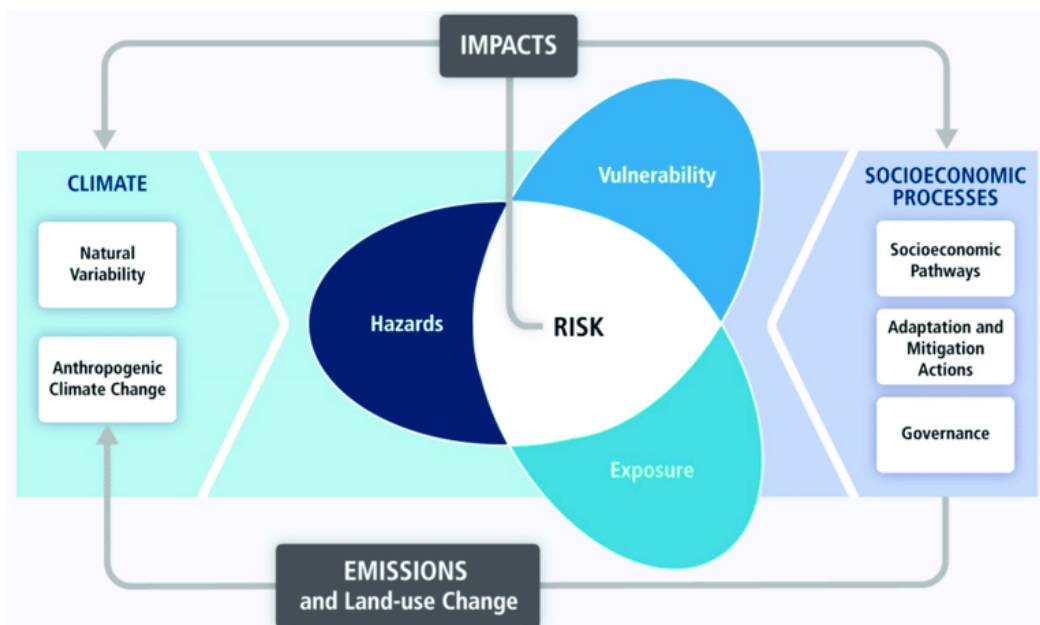 IMPACTS
CLIMATE
Natural
Variability
Anthropogenic
Climate Change
Vulnerability
Hazards
RISK
Exposure
SOCIOECONOMIC
PROCESSES
Socioeconomic
Pathways
Adaptation and
Mitigation
Actions
Governance
EMISSIONS
and Land-use Change